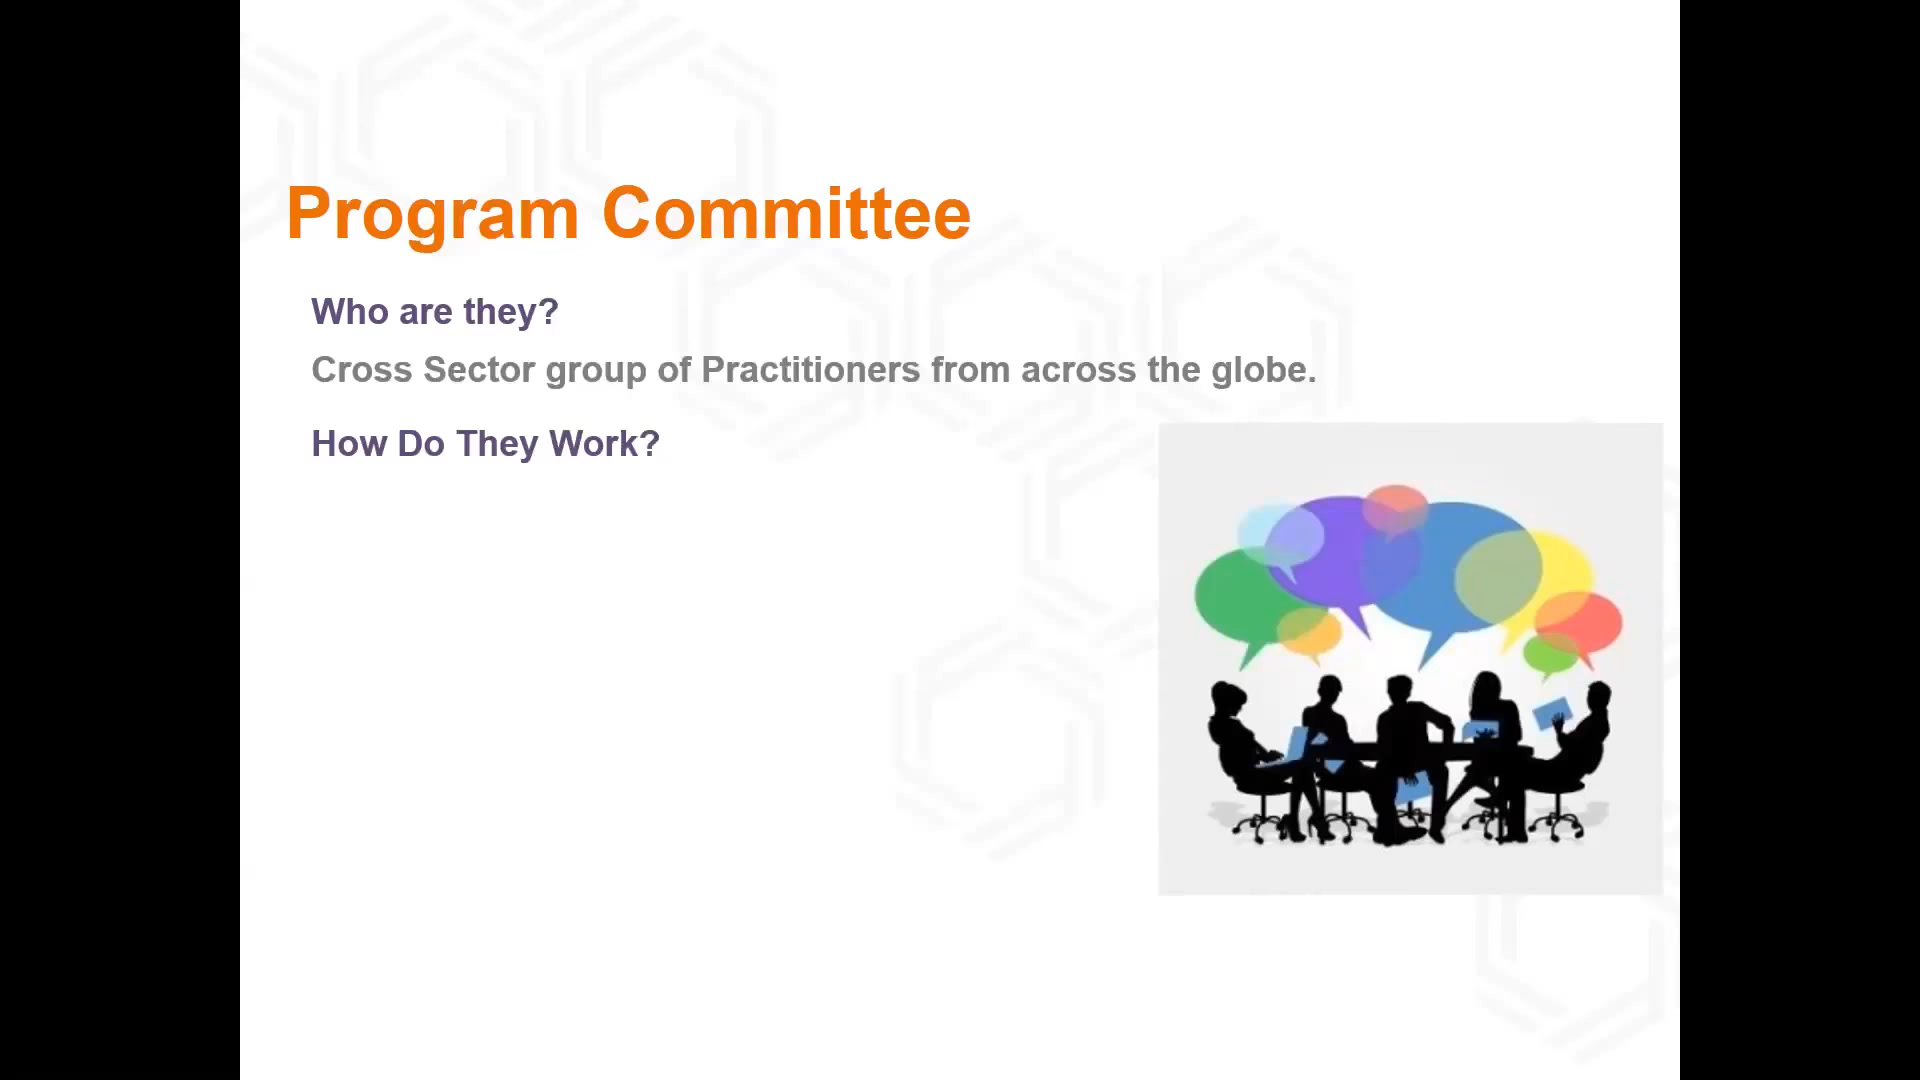 Program Committee
Who are they?
Cross Sector group of Practitioners from across the globe.
How Do They Work?